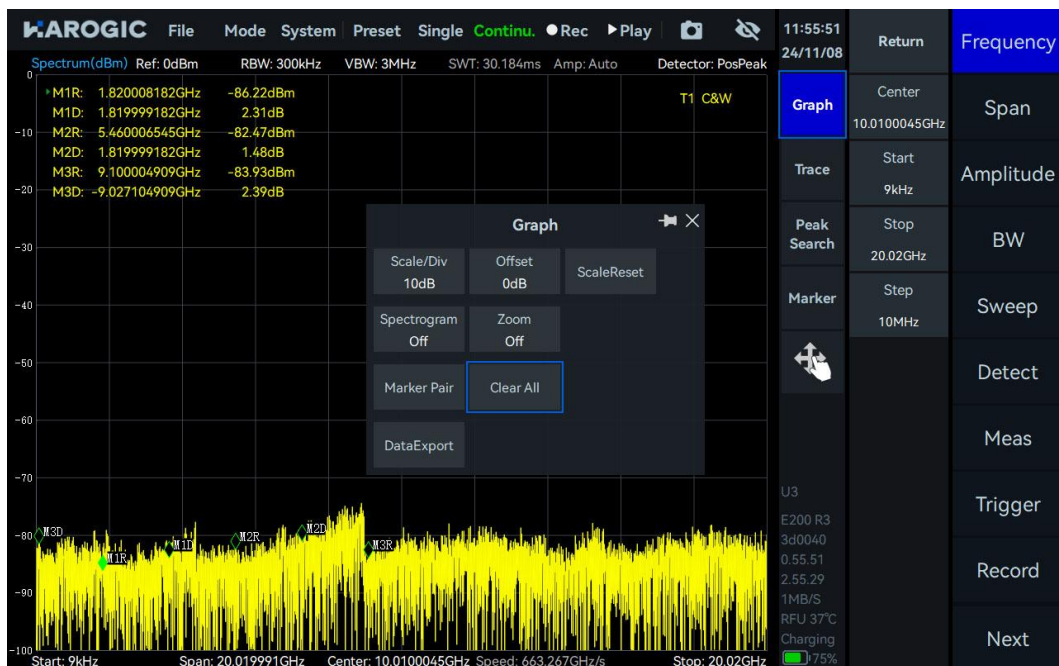 HAROGIC File Mode System Preset Single Continu. Rec Play
11:55:51
24/11/08
Return
Frequency
Spectrum(dBm) Ref: 0dBm RBW: 300kHz VBW: 3MHz SWT: 30.184ms Amp: Auto Detector: PosPeak
0
M1R: 1.820008182GHz -86.22dBm
M1D: 1.819999182GHz 2.31dB
M2R: 5.460006545GHz -82.47dBm
M2D: 1.819999182GHz 1.48dB
M3R: 9.100004909GHz -83.93dBm
M3D: -9.027104909GHz 2.39dB
T1 C&W
-10
-20
-30
-40
-50
-60
-70
-80
-90
-100
Graph
Scale/Div
10dB
Offset
0dB
ScaleReset
Spectrogram
Off
Zoom
Off
Marker Pair
Clear All
DataExport
M3D
M1R
M1D
M2R
M2D
M3R
Start: 9kHz Span: 20.019991GHz Center: 10.0100045GHz Speed: 663.267GHz/s Stop: 20.02GHz
Graph
Trace
Peak
Search
Marker
U3
E200 R3
3d0040
0.55.51
2.55.29
1MB/S
RFU 37°C
Charging
75%
Center
10.0100045GHz
Start
9kHz
Stop
20.02GHz
Step
10MHz
Span
Amplitude
BW
Sweep
Detect
Meas
Trigger
Record
Next